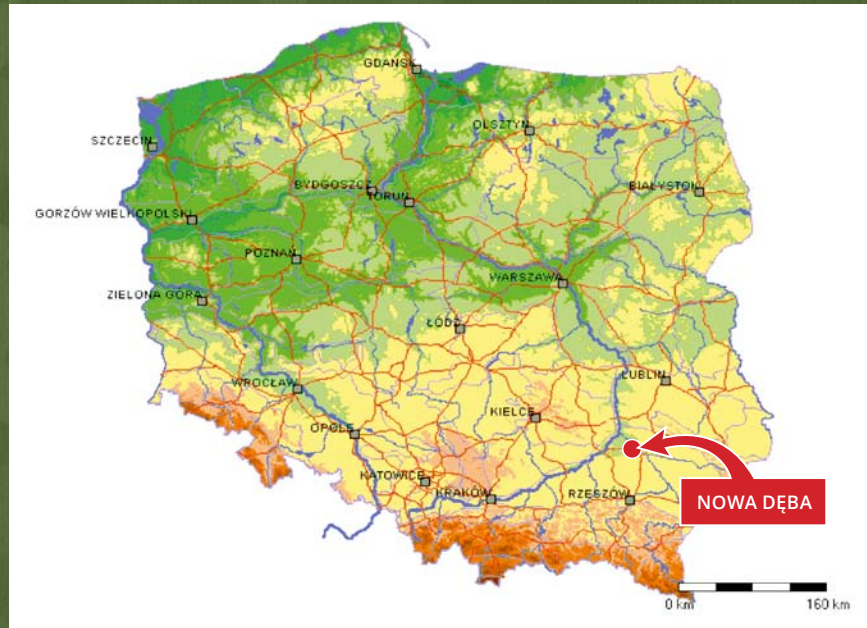 GDAŃSK
OLSZTYN
SZCZECIN
BYDGOSZCZ
BIAŁYSTOK
TORUŃ
GORZÓW WIELKOPOLSKI
POZNAŃ
WARSZAWA
ZIELONA GÓRA
ŁÓDŹ
LUBLIN
WROCŁAW
KIELCE
OPOLE
KATOWICE
KRAKÓW
RZESZÓW
NOWA DĘBA
0 km 160 km